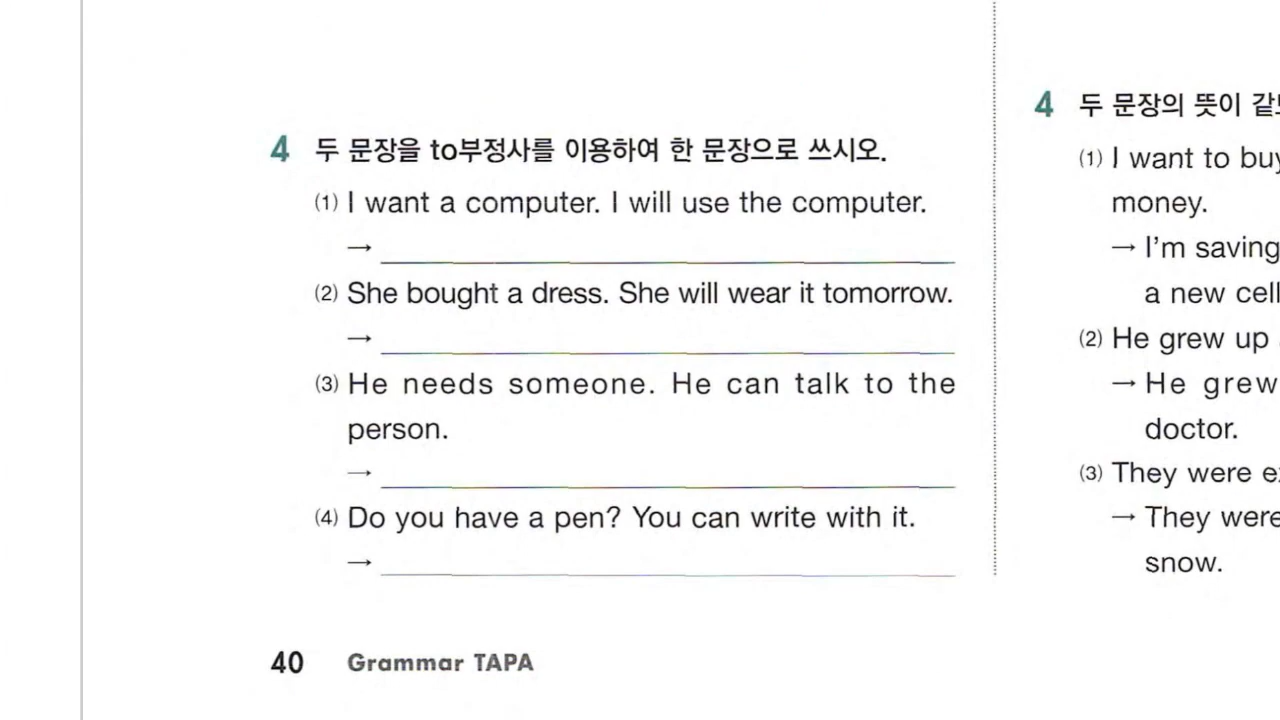 4 두 문장을 to부정사를 이용하여 한 문장으로 쓰시오.
(1) I want a computer. I will use the computer.
→
(2) She bought a dress. She will wear it tomorrow.
→
(3) He needs someone. He can talk to the
person.
→
(4) Do you have a pen? You can write with it.
→
40 Grammar TAPA
4 두 문장의 뜻이
(1) I want to buy
money.
→ I'm saving
a new cell
(2) He grew up
→ He grew
doctor.
(3) They were
→ They were
snow.